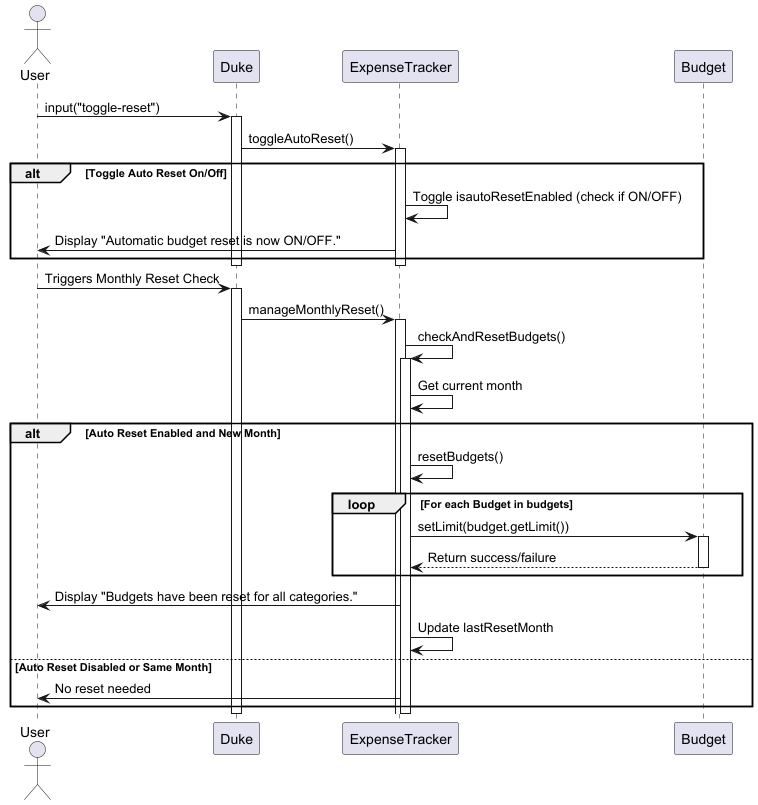 User
Duke
ExpenseTracker
Budget
input("toggle-reset")
toggleAutoReset()
alt
[Toggle Auto Reset On/Off]
Toggle isautoResetEnabled (check if ON/OFF)
Display "Automatic budget reset is now ON/OFF."
Triggers Monthly Reset Check
manageMonthlyReset()
checkAndResetBudgets()
Get current month
alt
[Auto Reset Enabled and New Month]
resetBudgets()
loop
[For each Budget in budgets]
setLimit(budget.getLimit())
Return success/failure
Display "Budgets have been reset for all categories."
Update lastResetMonth
[Auto Reset Disabled or Same Month]
No reset needed
User
Duke
ExpenseTracker
Budget